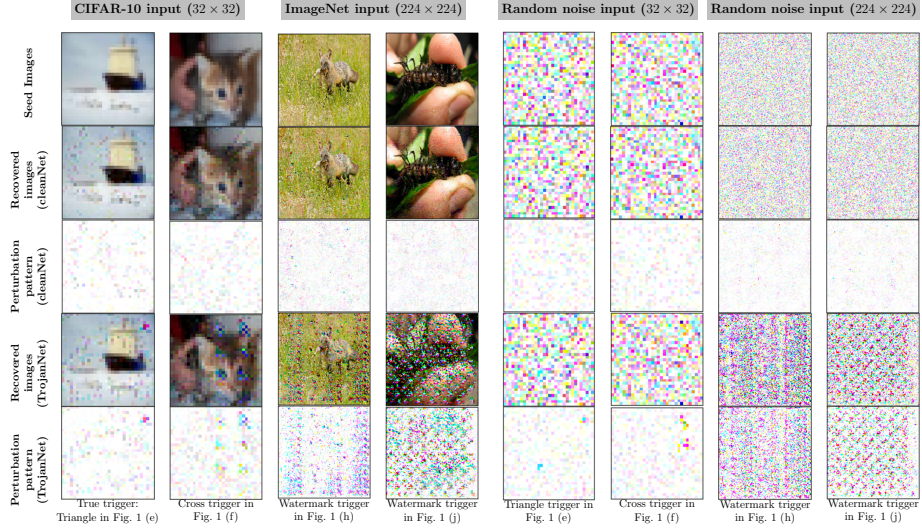 CIFAR-10 input (32 × 32)
ImageNet input (224 × 224)
Random noise input (32 × 32)
Random noise input (224 × 224)
Seed Images
Recovered
images
(cleanNet)
Perturbation
pattern
(cleanNet)
Recovered
images
(TrojanNet)
Perturbation
pattern
(TrojanNet)
True trigger:
Triangle in Fig. 1 (e)
Cross trigger in
Fig. 1 (f)
Watermark trigger
in Fig. 1 (h)
Watermark trigger
in Fig. 1 (j)
Triangle trigger in
Fig. 1 (e)
Cross trigger in
Fig. 1 (f)
Watermark trigger
in Fig. 1 (h)
Watermark trigger
in Fig. 1 (j)